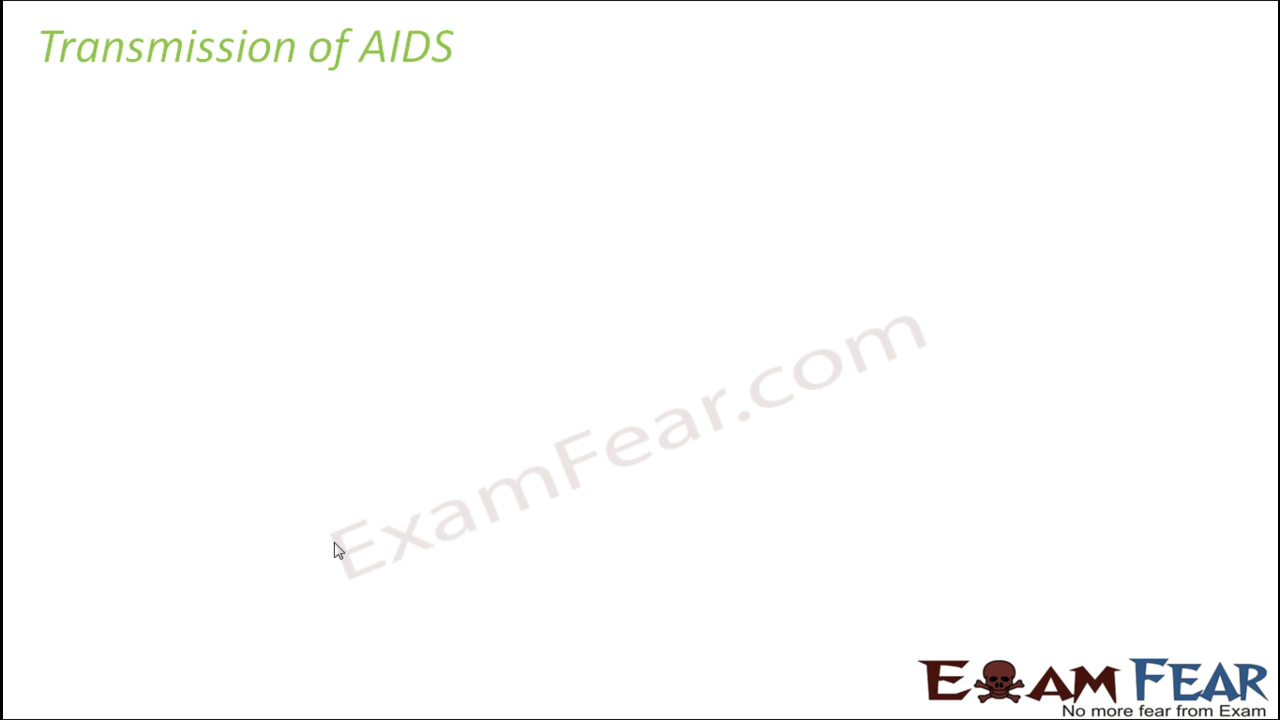 Transmission of AIDS
ExamFear.com
EXAM FEAR
No more fear from Exam